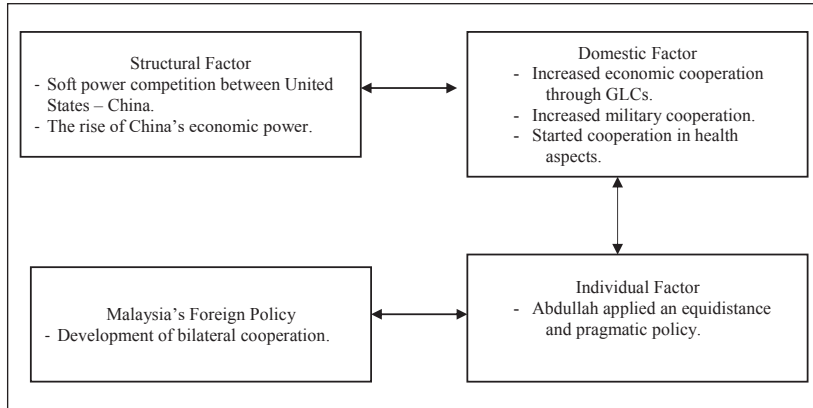 Structural Factor
- Soft power competition between United
States – China.
- The rise of China's economic power.
Domestic Factor
- Increased economic cooperation
through GLCs.
- Increased military cooperation.
- Started cooperation in health
aspects.
Malaysia's Foreign Policy
- Development of bilateral cooperation.
Individual Factor
- Abdullah applied an equidistance
and pragmatic policy.